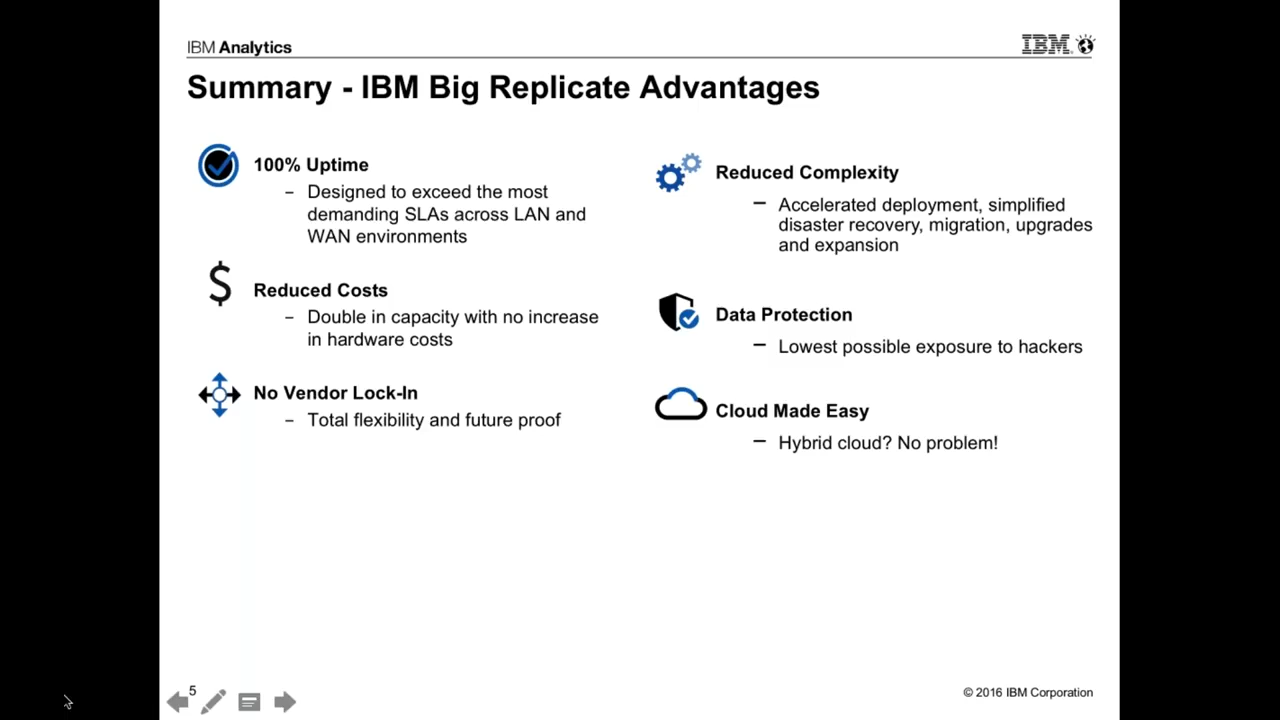 IBM Analytics
IBM
Summary - IBM Big Replicate Advantages
100% Uptime
– Designed to exceed the most
demanding SLAs across LAN and
WAN environments
$
Reduced Costs
– Double in capacity with no increase
in hardware costs
No Vendor Lock-In
– Total flexibility and future proof
Reduced Complexity
– Accelerated deployment, simplified
disaster recovery, migration, upgrades
and expansion
Data Protection
– Lowest possible exposure to hackers
Cloud Made Easy
– Hybrid cloud? No problem!
5
© 2016 IBM Corporation